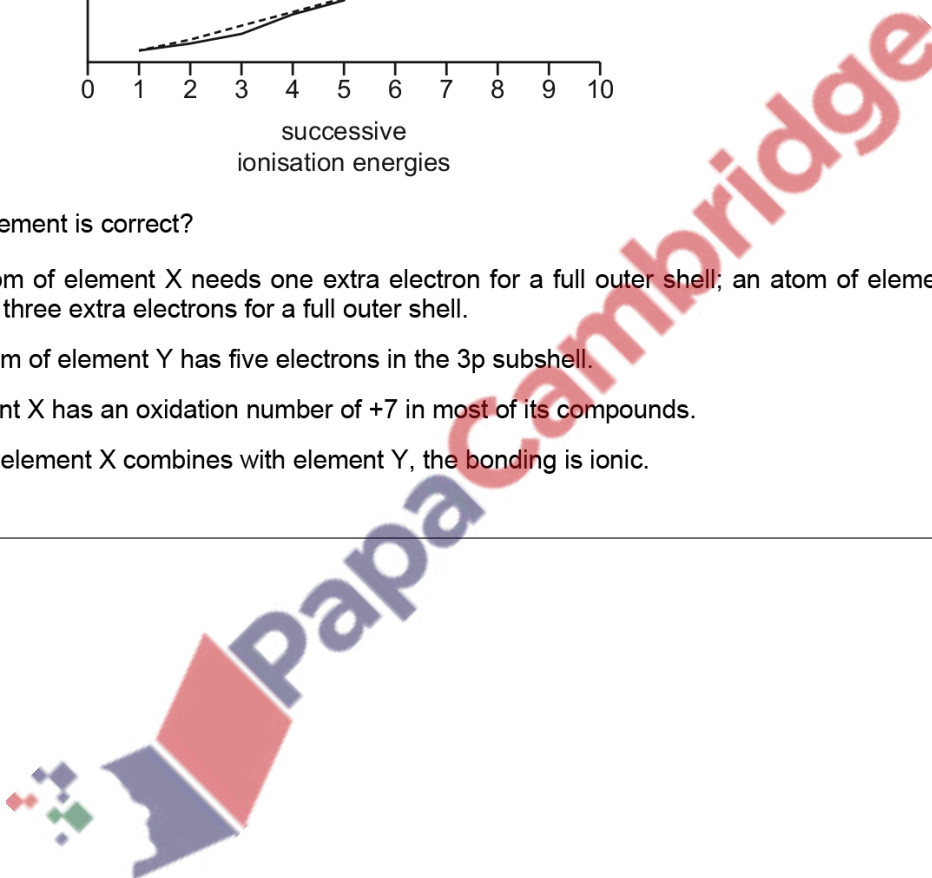 0 1 2 3 4 5 6 7 8 9 10
successive
ionisation energies
ement is correct?
om of element X needs one extra electron for a full outer shell; an atom of eleme
three extra electrons for a full outer shell.
m of element Y has five electrons in the 3p subshell.
nt X has an oxidation number of +7 in most of its compounds.
element X combines with element Y, the bonding is ionic.
PapaCambridge